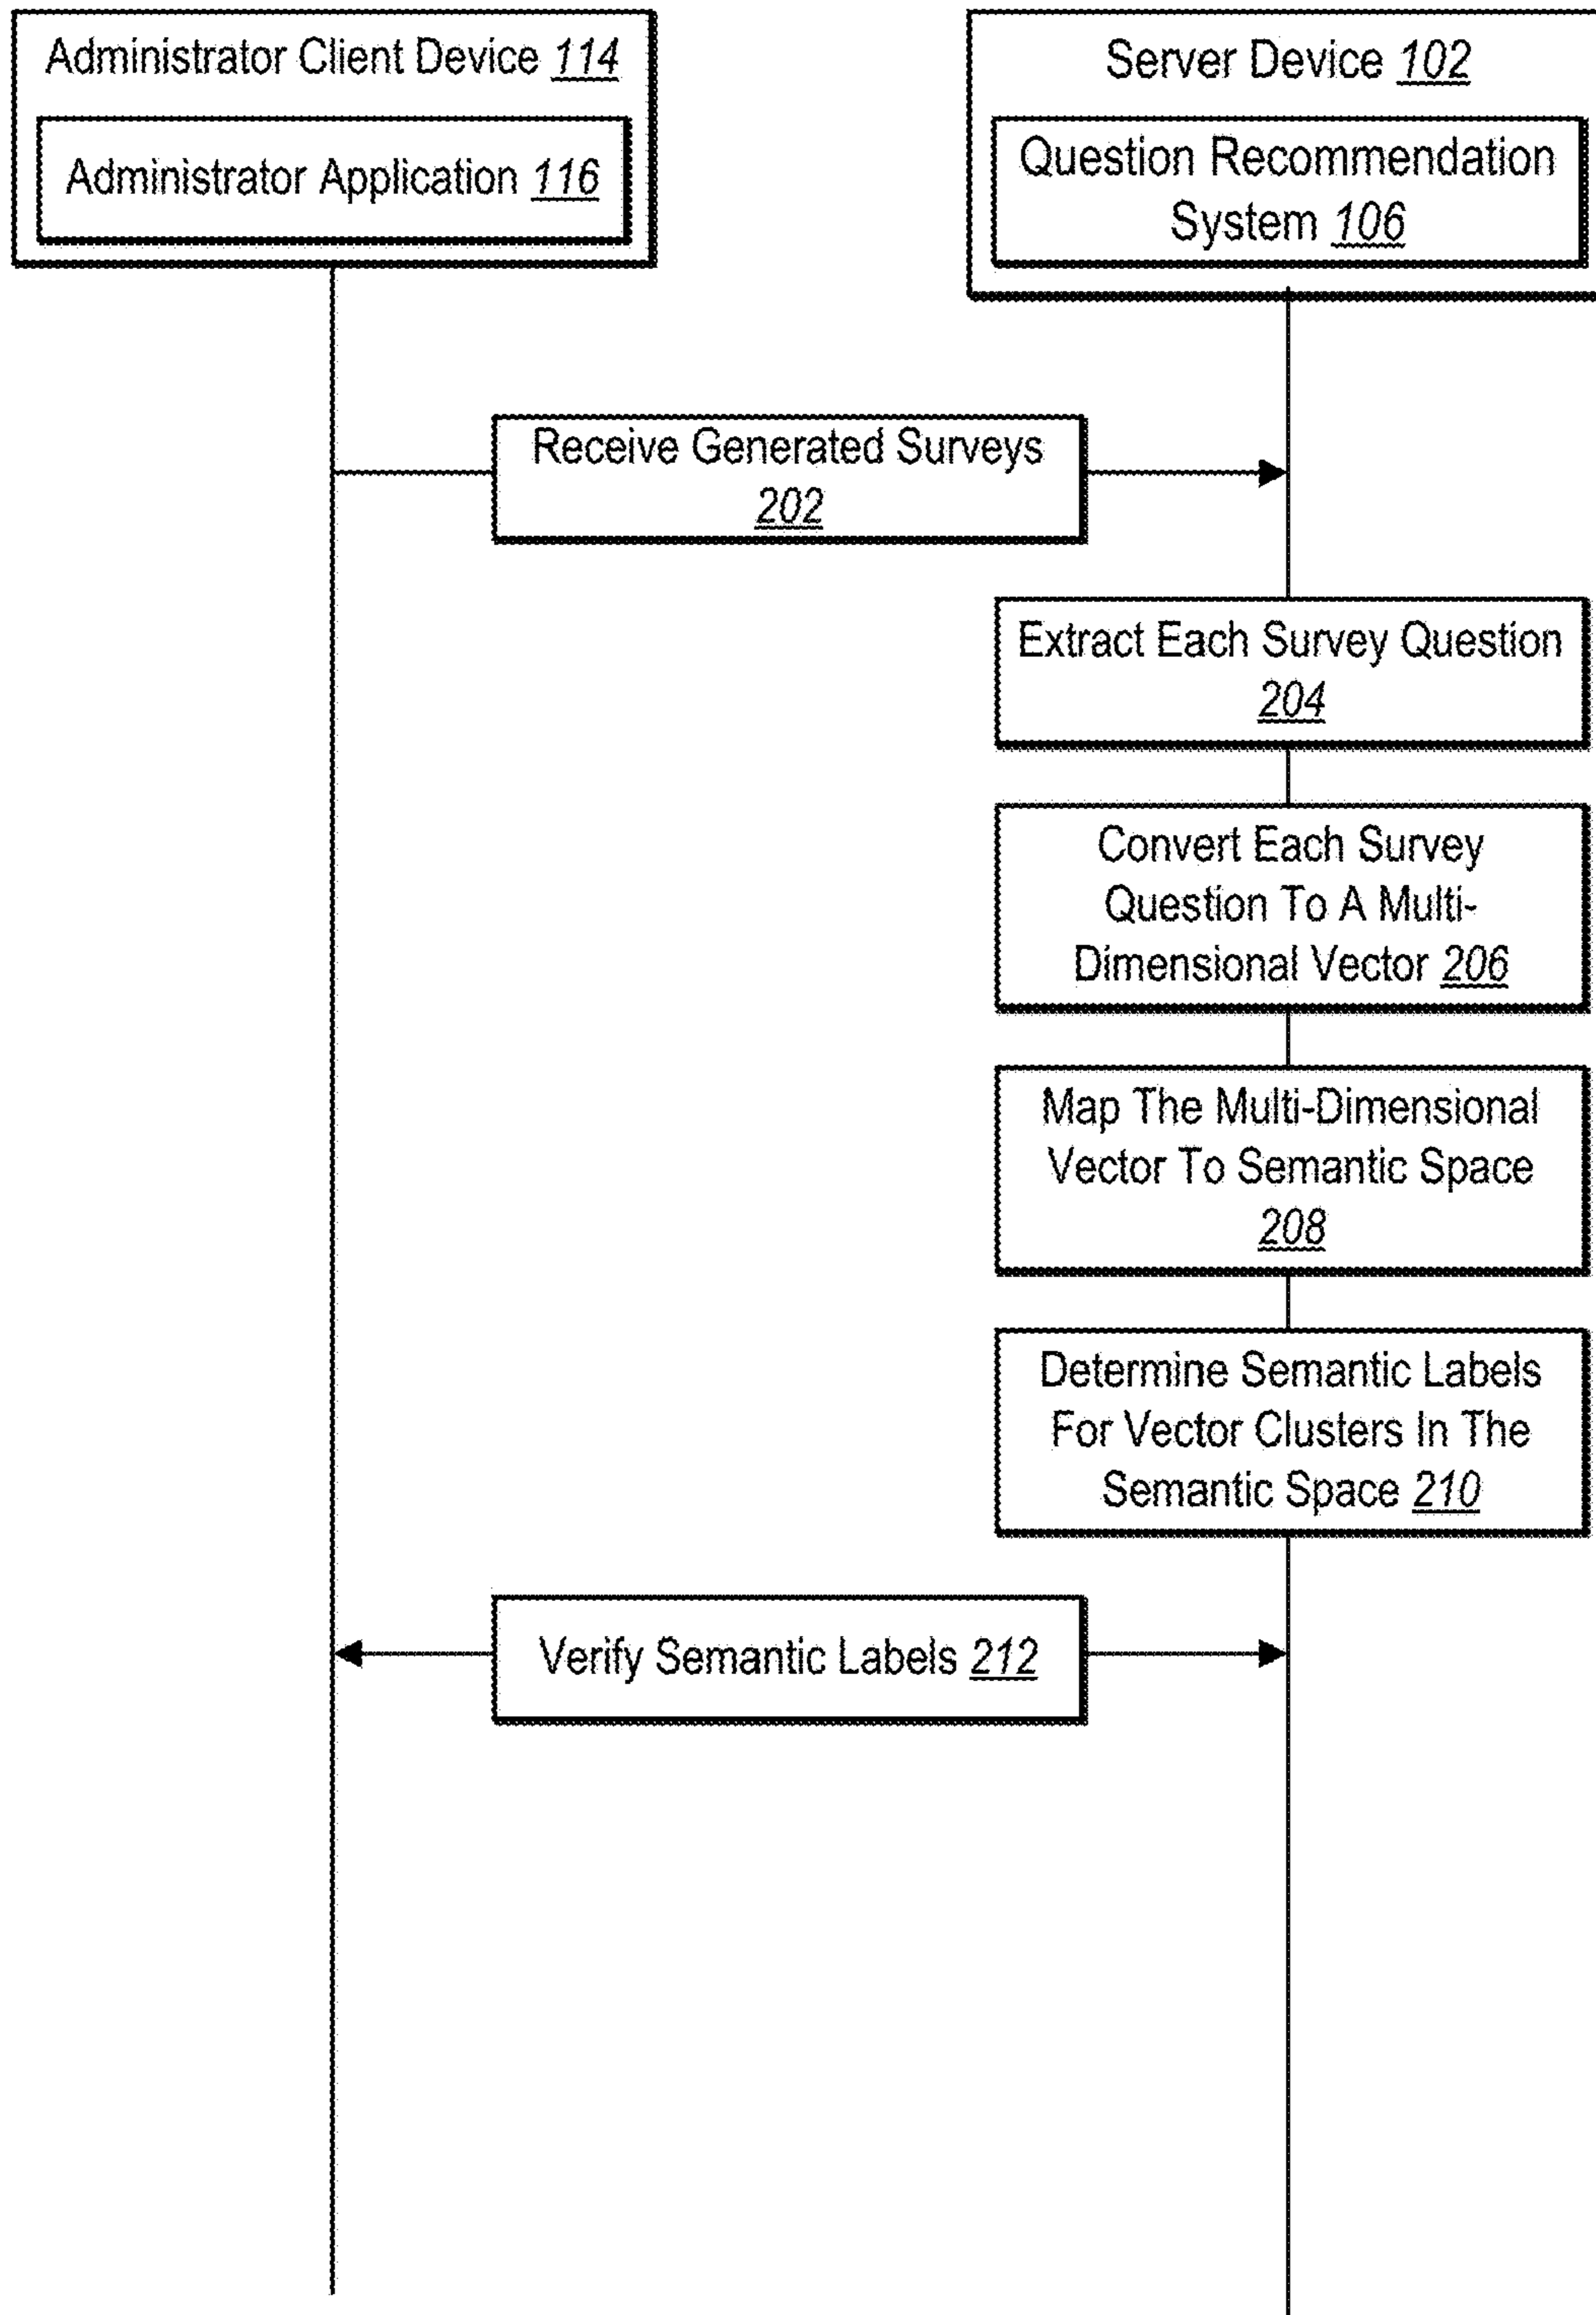 Administrator Client Device 114
Administrator Application 116
Server Device 102
Question Recommendation
System 106
Receive Generated Surveys
202
Extract Each Survey Question
204
Convert Each Survey
Question To A Multi-
Dimensional Vector 206
Map The Multi-Dimensional
Vector To Semantic Space
208
Determine Semantic Labels
For Vector Clusters In The
Semantic Space 210
Verify Semantic Labels 212